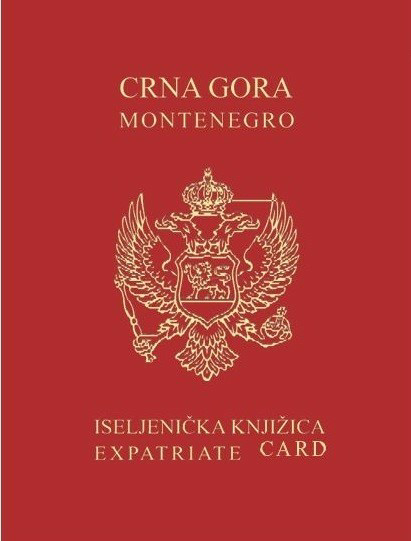 CRNA GORA
MONTENEGRO
ISELJENIČKA KNJIŽICA
EXPATRIATE CARD